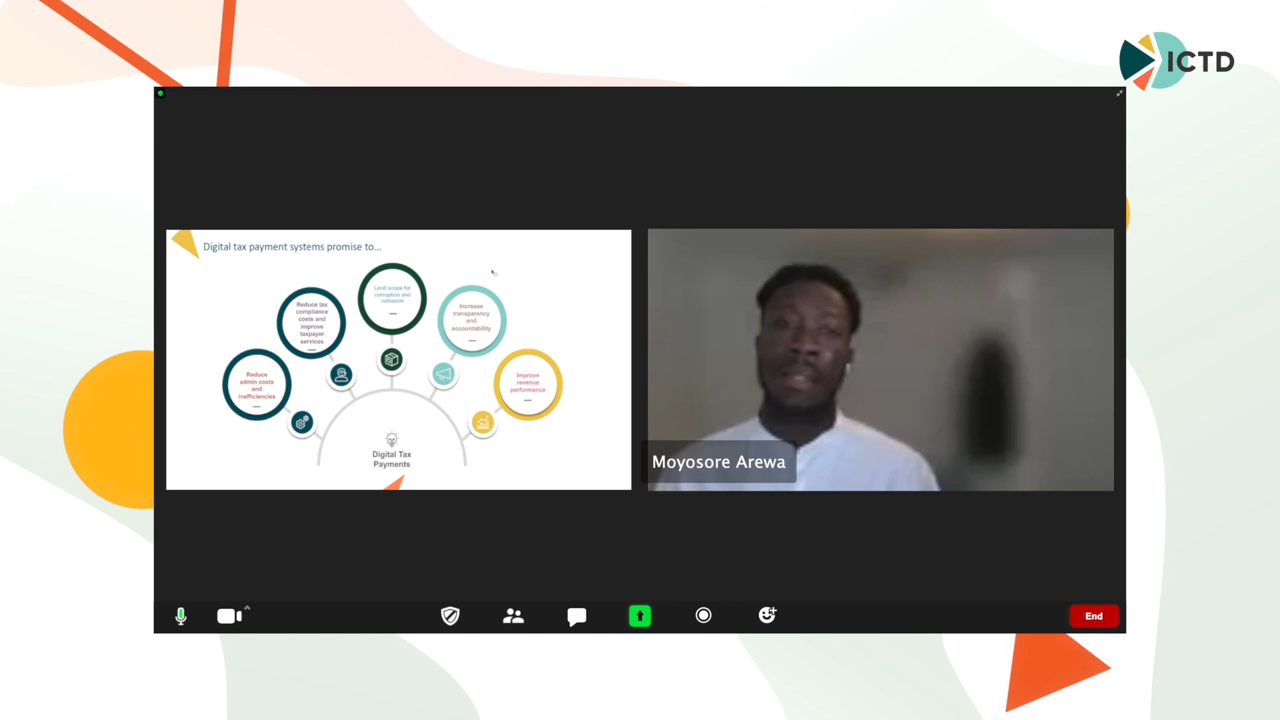 ICTD
Digital tax payment systems promise to...
Limit scope for
corruption and
collusion
Reduce tax
compliance
costs and
improve
taxpayer
services
Increase
transparency
and
accountability
Reduce
admin costs
and
inefficiencies
Improve
revenue
performance
Digital Tax
Payments
Moyosore Arewa
End